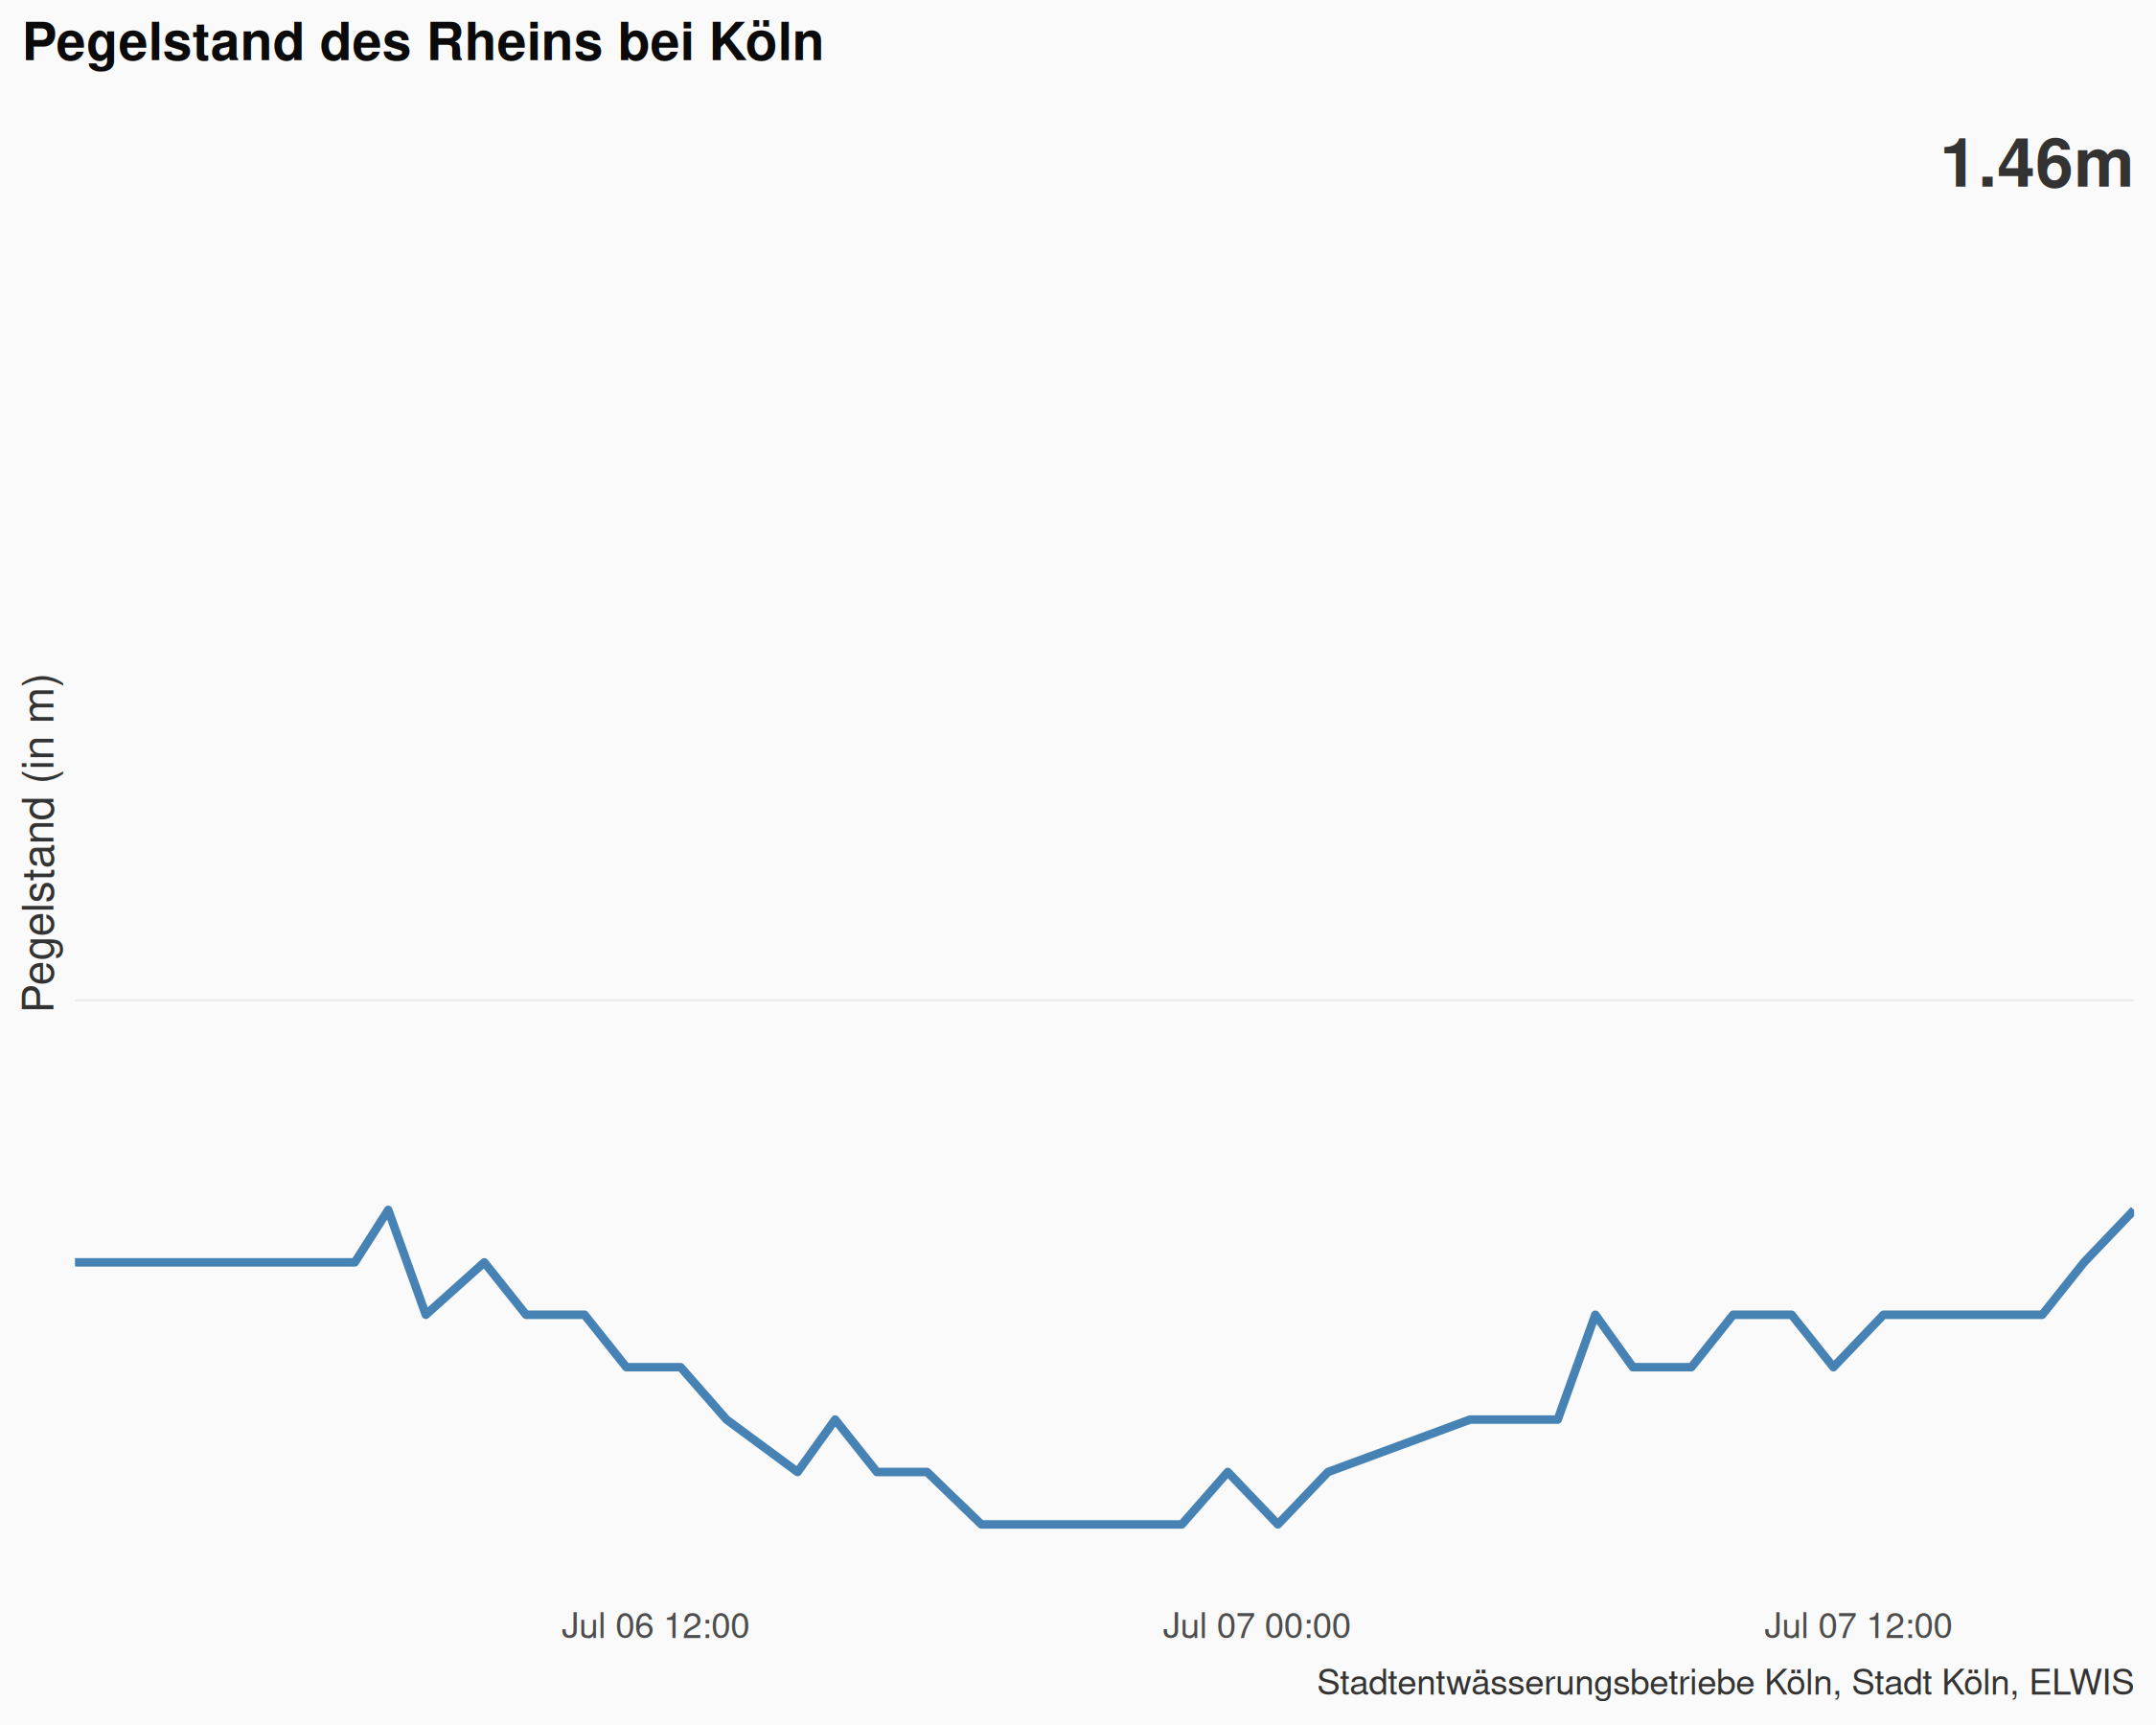 Pegelstand des Rheins bei Köln
1.46m
Pegelstand (in m)
Jul 06 12:00
Jul 07 00:00
Jul 07 12:00
Stadtentwässerungsbetriebe Köln, Stadt Köln, ELWIS